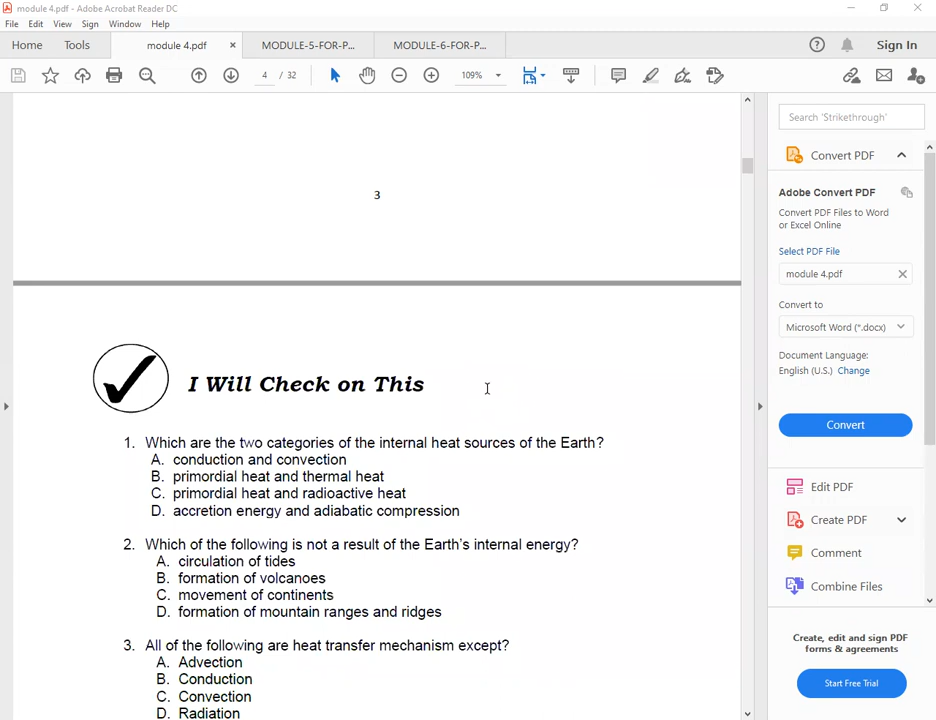 module 4.pdf - Adobe Acrobat Reader DC
File Edit View Sign Window Help
Home Tools module 4.pdf × MODULE-5-FOR-P... MODULE-6-FOR-P... Sign In
4 / 32 109%
3
I Will Check on This
1. Which are the two categories of the internal heat sources of the Earth?
A. conduction and convection
B. primordial heat and thermal heat
C. primordial heat and radioactive heat
D. accretion energy and adiabatic compression
2. Which of the following is not a result of the Earth's internal energy?
A. circulation of tides
B. formation of volcanoes
C. movement of continents
D. formation of mountain ranges and ridges
3. All of the following are heat transfer mechanism except?
A. Advection
B. Conduction
C. Convection
D. Radiation
Search 'Strikethrough'
Convert PDF
Adobe Convert PDF
Convert PDF Files to Word
or Excel Online
Select PDF File
module 4.pdf
Convert to
Microsoft Word (*.docx)
Document Language:
English (U.S.) Change
Convert
Edit PDF
Create PDF
Comment
Combine Files
Create, edit and sign PDF
forms & agreements
Start Free Trial